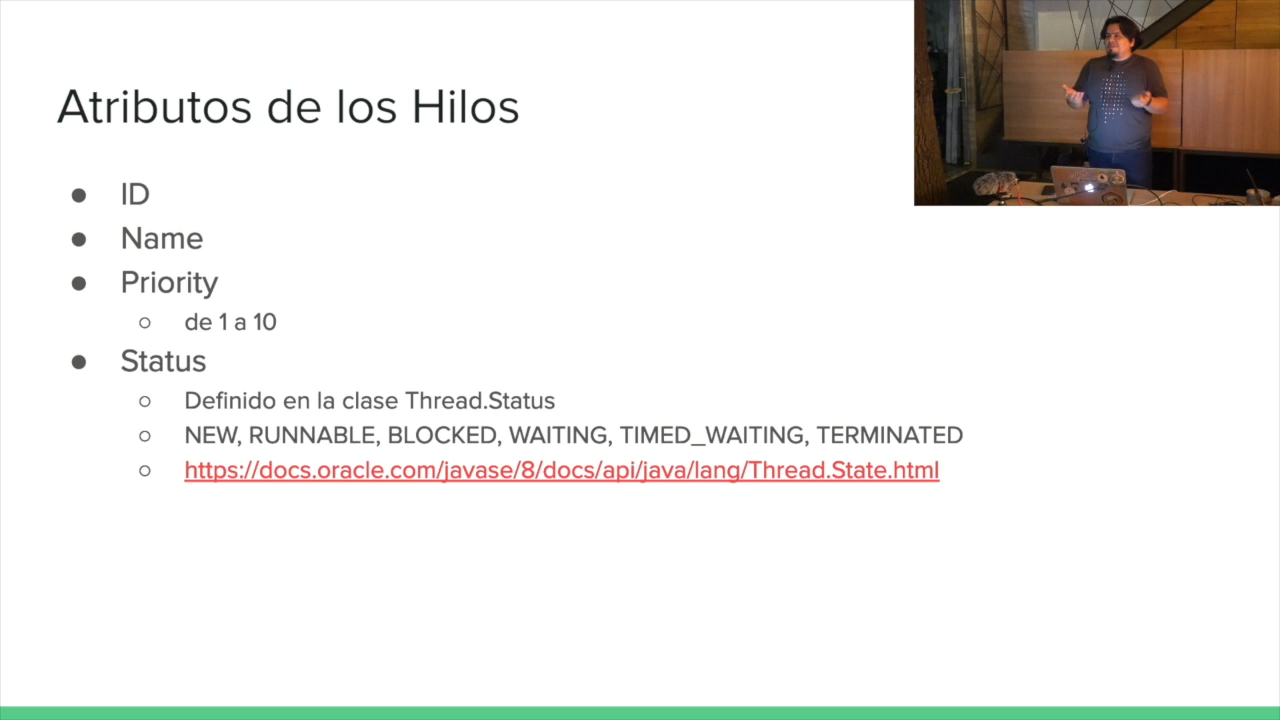 Atributos de los Hilos
ID
Name
Priority
de 1 a 10
Status
Definido en la clase Thread.Status
NEW, RUNNABLE, BLOCKED, WAITING, TIMED_WAITING, TERMINATED
https://docs.oracle.com/javase/8/docs/api/java/lang/Thread.State.html